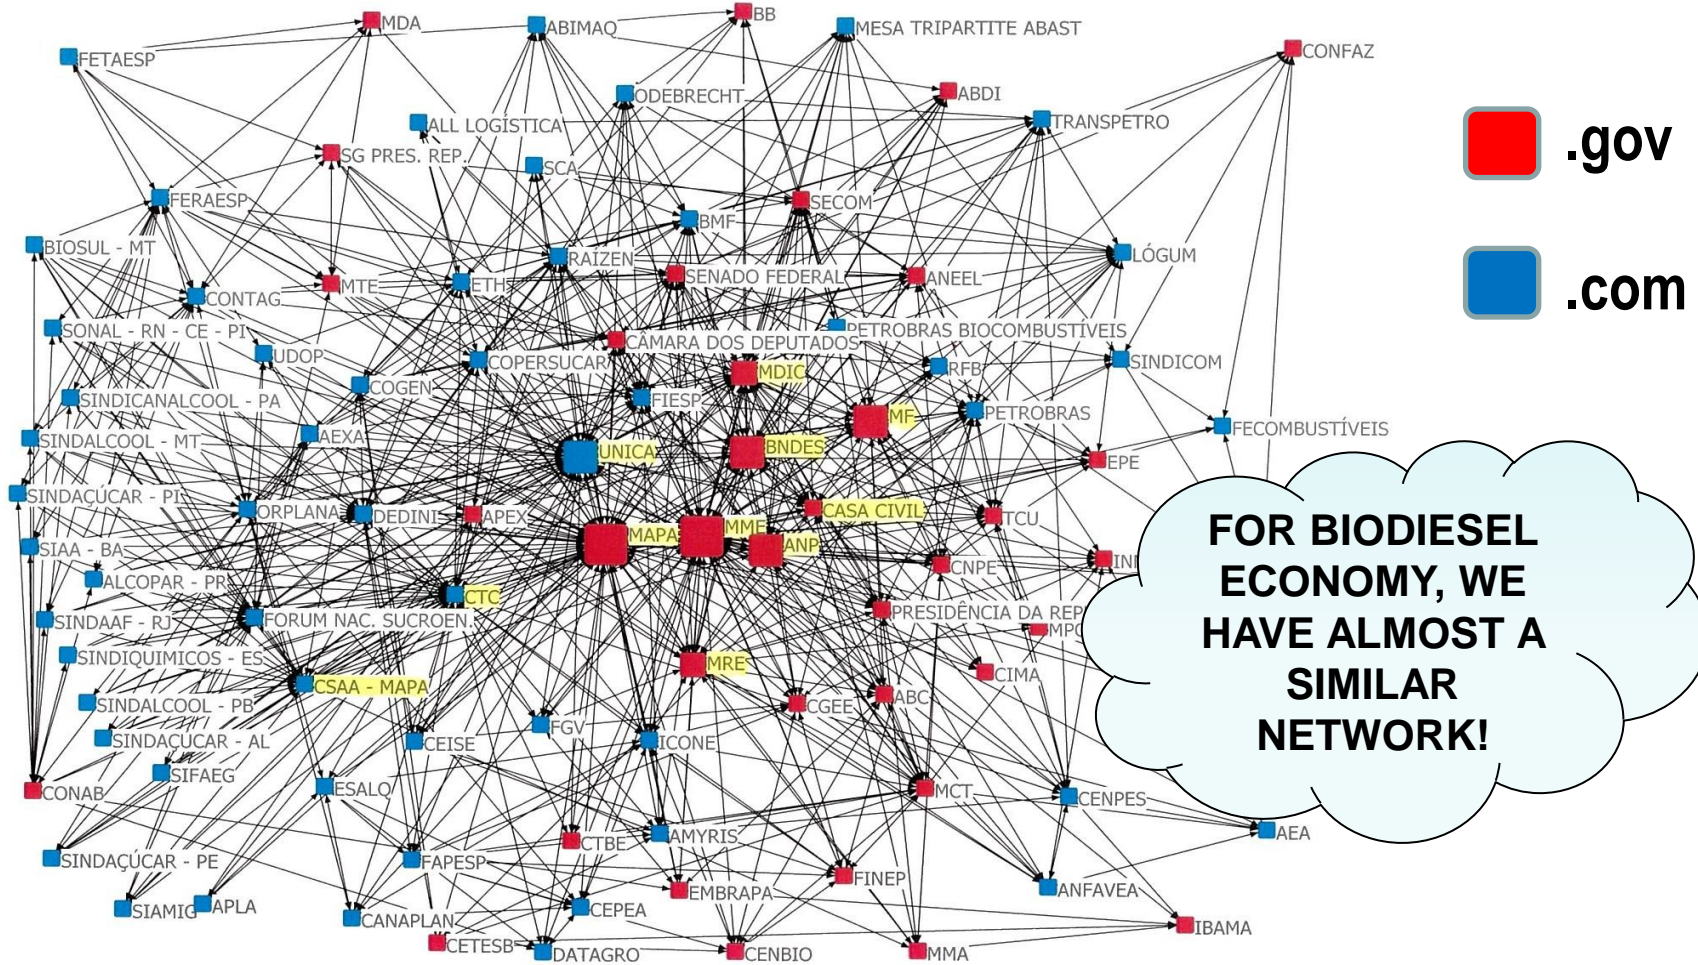 MDA
ABIMAQ
BB
MESA TRIPARTITE ABAST
CONFAZ
FETAESP
ODEBRECHT
ABDI
ALL LOGÍSTICA
TRANSPETRO
.gov
SG PRES. REP.
SCA
FERAESP
SECOM
BMF
BIOSUL - MT
RAÍZEN
LÓGUM
SENADO FEDERAL
ANEEL
MTE
ETH
CONTAG
.com
SONAL - RN - CE - PI
PETROBRAS BIOCOMBUSTÍVEIS
CÂMARA DOS DEPUTADOS
UDOP
COPERSUCAR
SINDICOM
MDIC
RFB
COGEN
SINDICANALCOOL - PA
FIESP
MF
PETROBRAS
FECOMBUSTÍVEIS
SINDALCOOL - MT
AEXA
UNICA
BNDES
EPE
SINDAÇÚCAR - PI
ORPLANA
DEDINI
APEX
CASA CIVIL
TCU
MAPA
MME
ANP
SIAA - BA
CNPE
ALCOPAR - PR
CTC
PRESIDÊNCIA DA REP
SINDAAF - RJ
FORUM NAC. SUCROEN.
SINDIQUIMICOS - ES
MRE
CIMA
CSAA - MAPA
SINDALCOOL - PB
CGEE
ABC
FGV
SINDAÇUCAR - AL
CEISE
ICONE
SIFAEG
CONAB
ESALQ
MCT
CENPES
AEA
AMYRIS
CTBE
SINDAÇÚCAR - PE
FAPESP
FINEP
EMBRAPA
ANFAVEA
SIAMIG
APLA
CANAPLAN
CEPEA
IBAMA
CETESB
DATAGRO
CENBIO
MMA
FOR BIODIESEL
ECONOMY, WE
HAVE ALMOST A
SIMILAR
NETWORK!